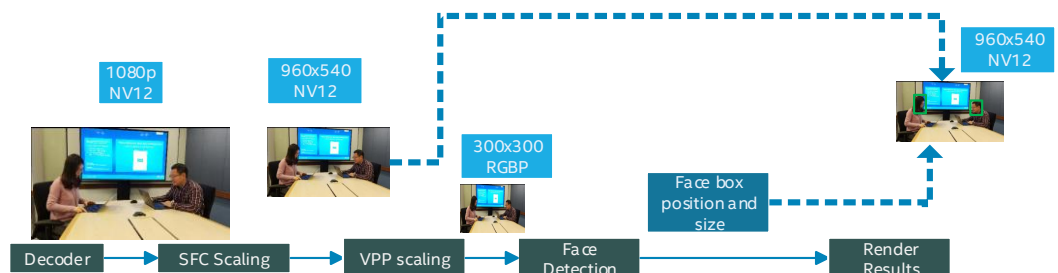 1080p
NV12
960x540
NV12
960x540
NV12
300x300
RGBP
Face box
position and
size
Decoder
SFC Scaling
VPP scaling
Face
Detection
Render
Results